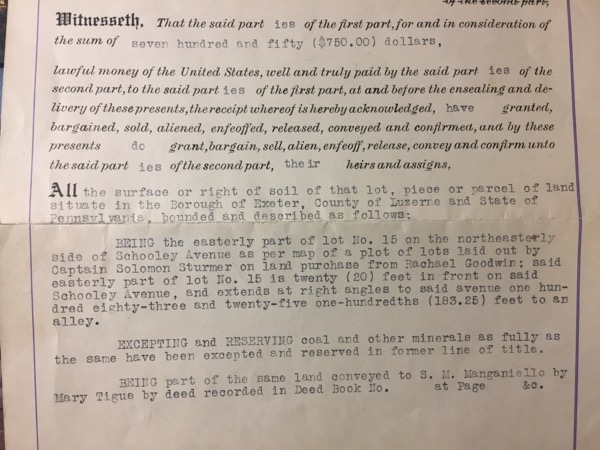 of the second part,
Witnesseth, That the said part ies of the first part, for and in consideration of
the sum of seven hundred and fifty ($750.00) dollars,
lawful money of the United States, well and truly paid by the said part ies of the
second part, to the said part ies of the first part, at and before the ensealing and de-
livery of these presents, the receipt whereof is hereby acknowledged, have granted,
bargained, sold, aliened, enfeoffed, released, conveyed and confirmed, and by these
presents do grant, bargain, sell, alien, enfeoff, release, convey and confirm unto
the said part ies of the second part, their heirs and assigns,
All the surface or right of soil of that lot, piece or parcel of land
situate in the Borough of Exeter, County of Luzerne and State of
Pennsylvania, bounded and described as follows:
BEING the easterly part of lot No. 15 on the northeasterly
side of Schooley Avenue as per map of a plot of lots laid out by
Captain Solomon Sturmer on land purchase from Rachael Goodwin; said
easterly part of lot No. 15 is twenty (20) feet in front on said
Schooley Avenue, and extends at right angles to said avenue one hun-
dred eighty-three and twenty-five one-hundredths (183.25) feet to an
alley.
EXCEPTING and RESERVING coal and other minerals as fully as
the same have been excepted and reserved in former line of title.
BEING part of the same land conveyed to S. M. Manganiello by
Mary Tigue by deed recorded in Deed Book No. at Page &c.